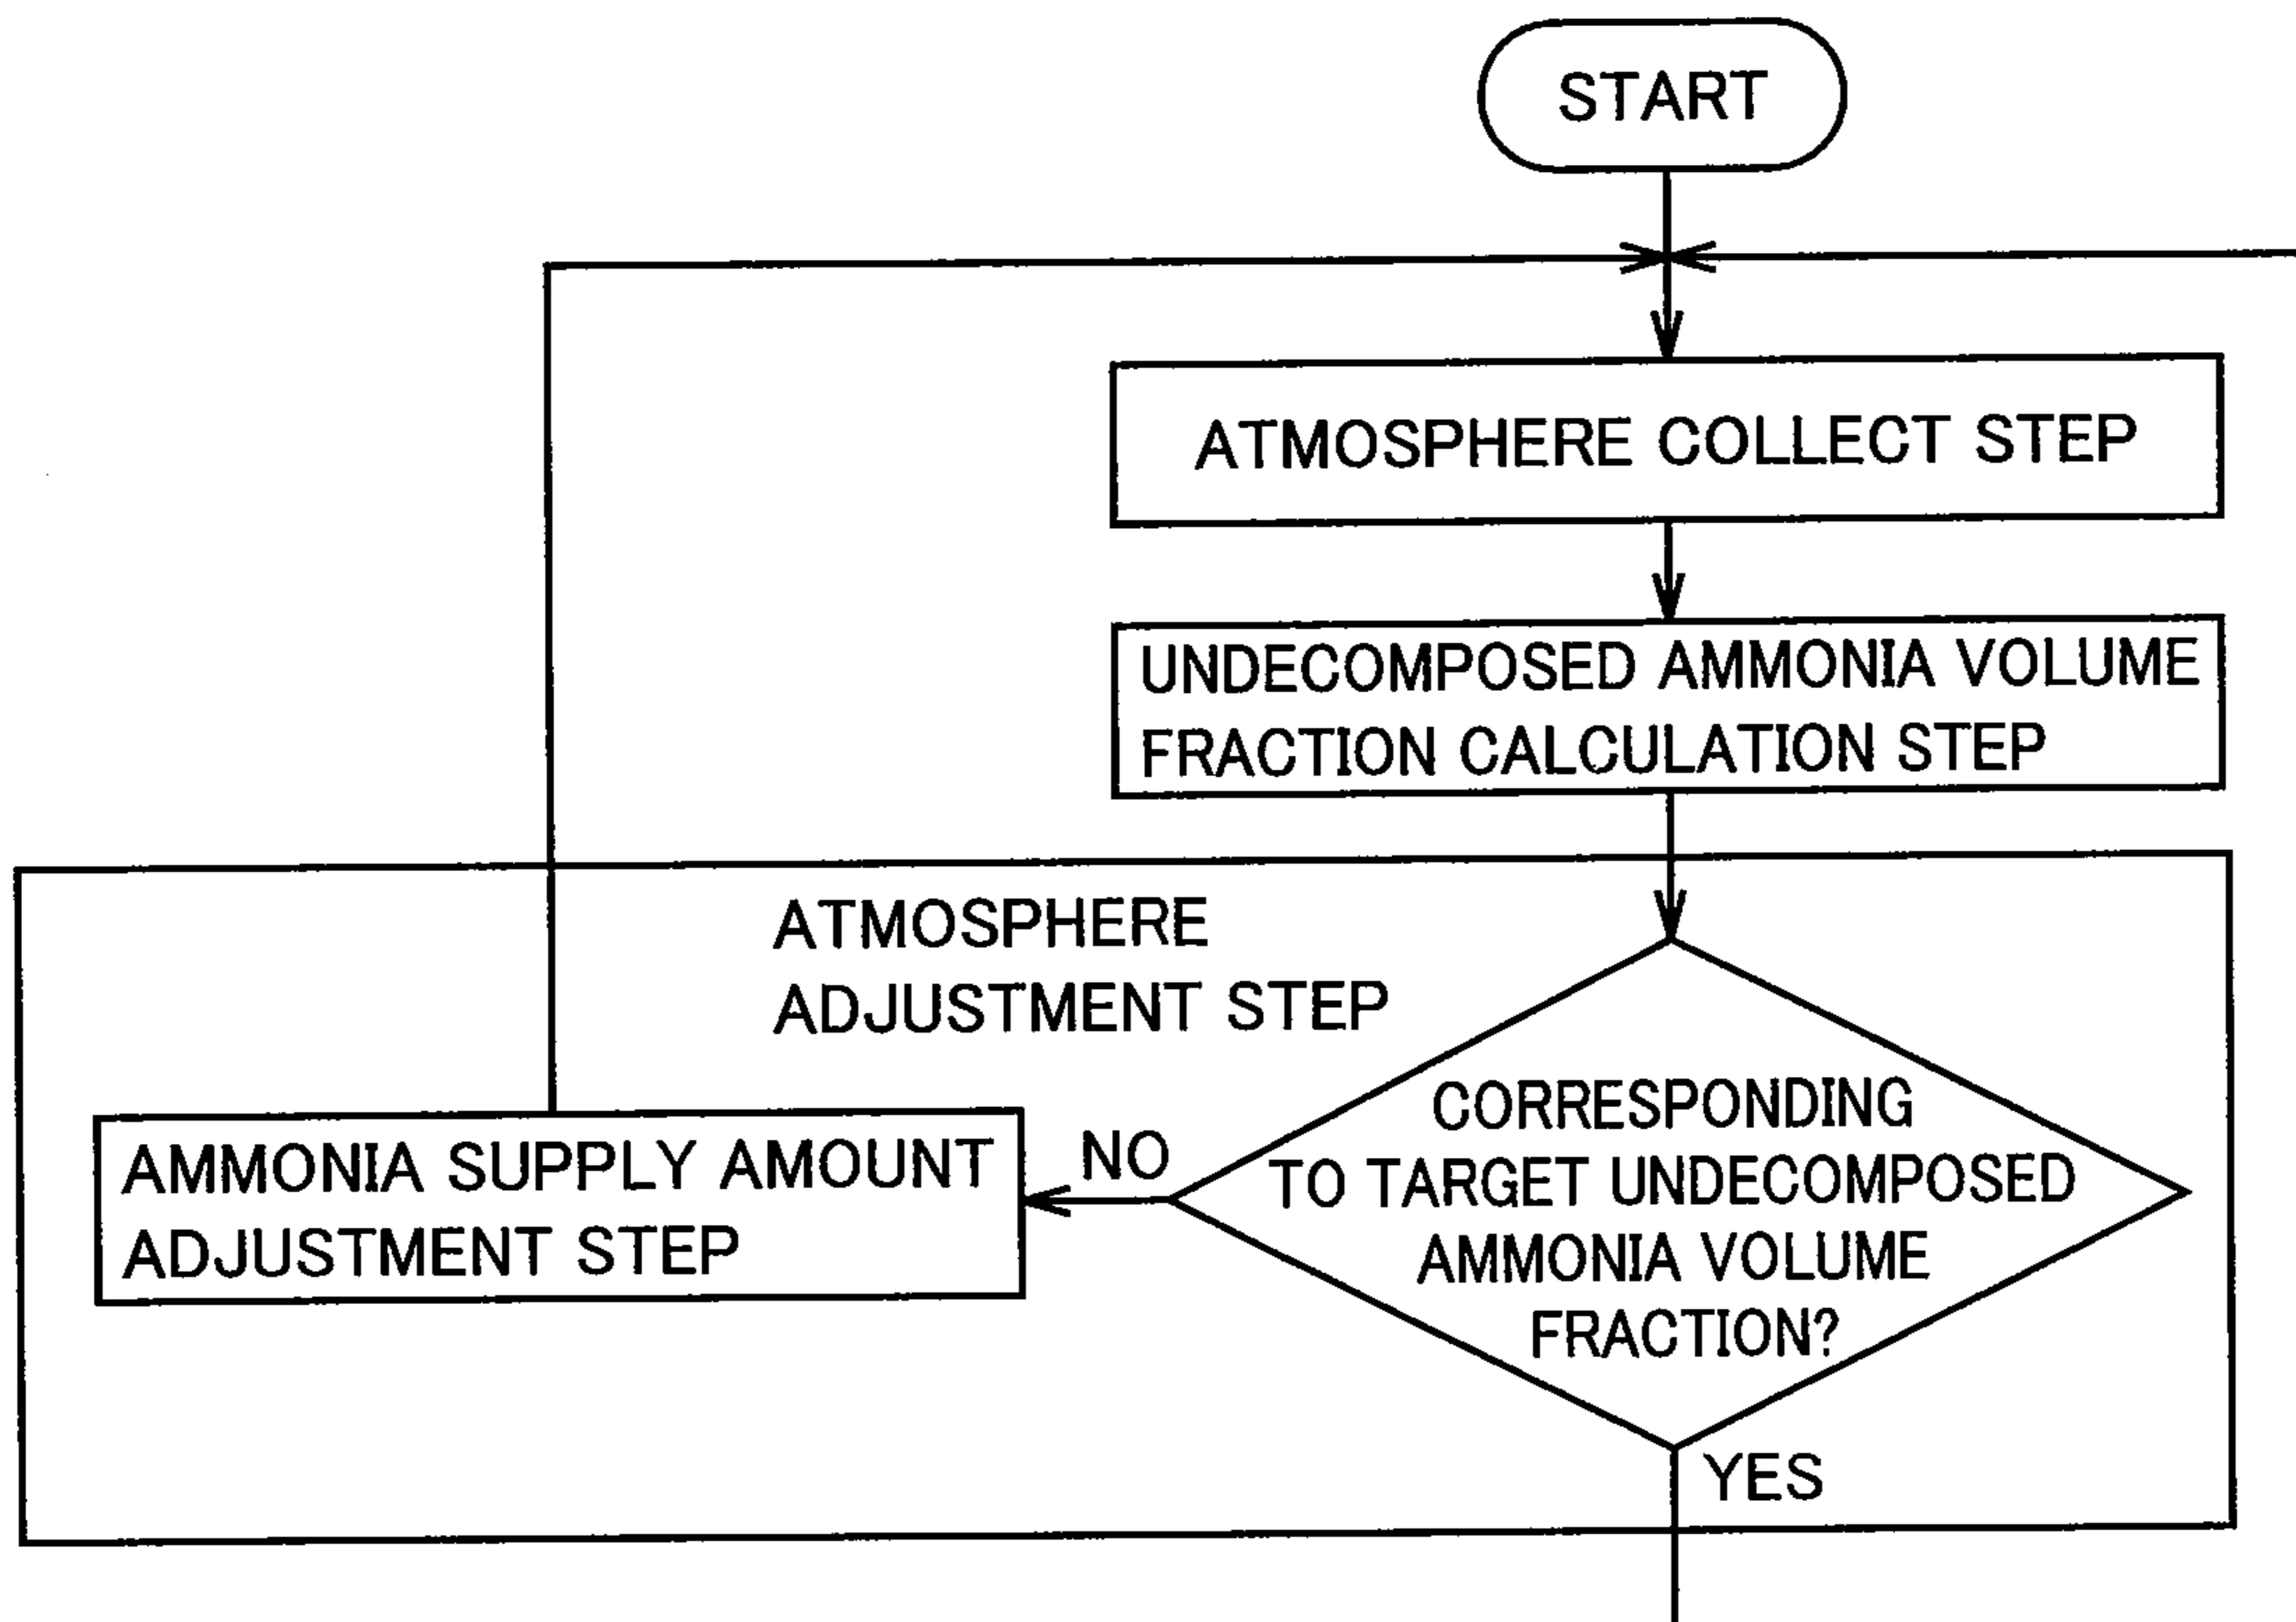 START
ATMOSPHERE COLLECT STEP
UNDECOMPOSED AMMONIA VOLUME
FRACTION CALCULATION STEP
ATMOSPHERE
ADJUSTMENT STEP
CORRESPONDING
TO TARGET UNDECOMPOSED
AMMONIA VOLUME
FRACTION?
NO
AMMONIA SUPPLY AMOUNT
ADJUSTMENT STEP
YES